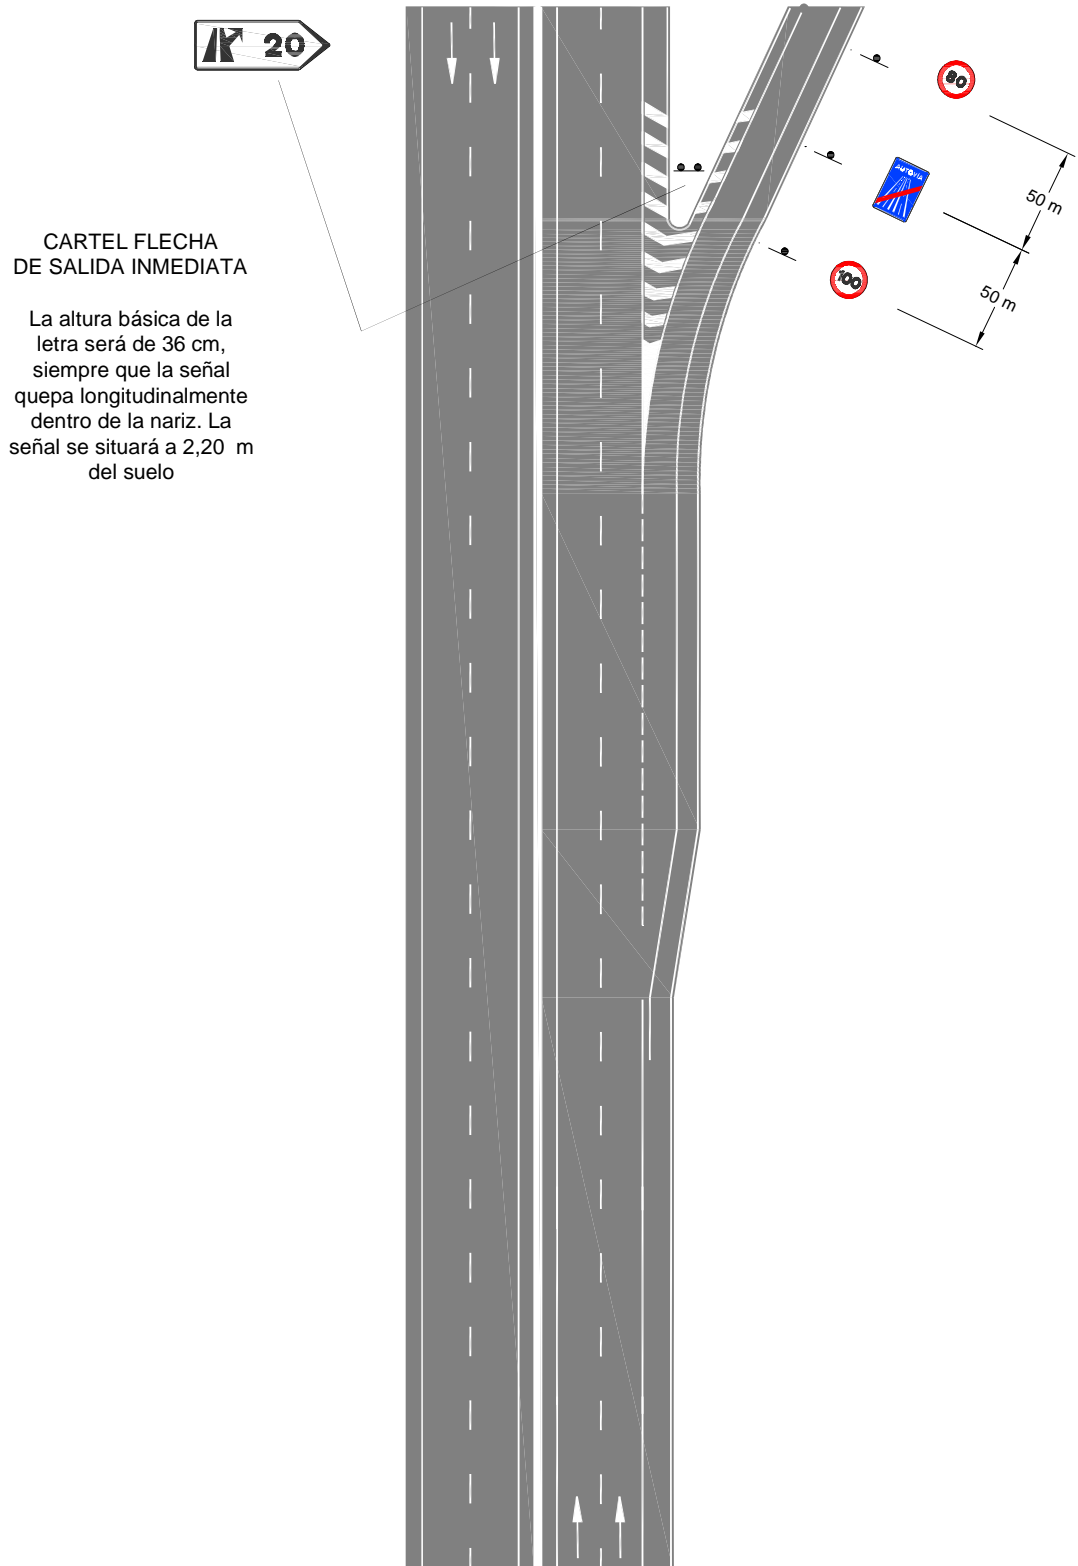 20
CARTEL FLECHA
DE SALIDA INMEDIATA
La altura básica de la
letra será de 36 cm,
siempre que la señal
quepa longitudinalmente
dentro de la nariz. La
señal se situará a 2,20 m
del suelo
80
AUTOVIA
50 m
100
50 m